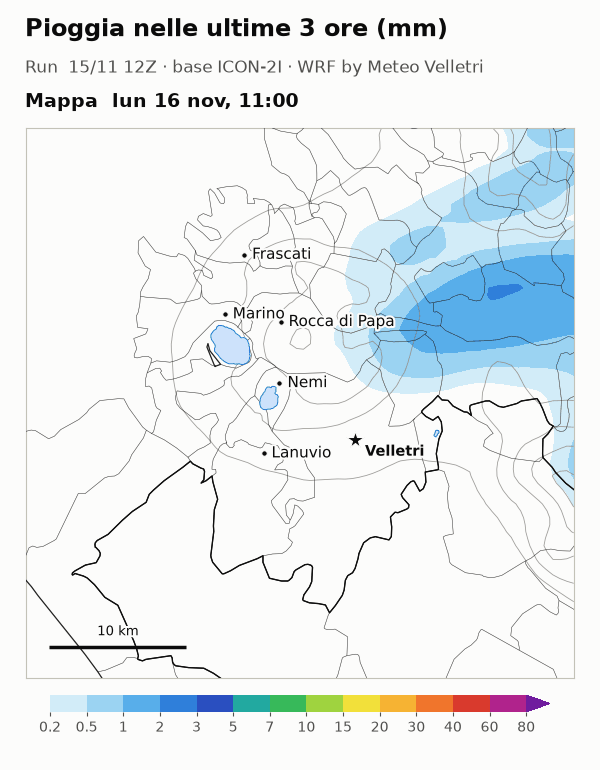 Pioggia nelle ultime 3 ore (mm)
Run  15/11 12Z · base ICON-2I · WRF by Meteo Velletri
Mappa  lun 16 nov, 11:00
Frascati
Marino
Rocca di Papa
Nemi
Velletri
Lanuvio
10 km
0.2 0.5 1 2 3 5 7 10 15 20 30 40 60 80